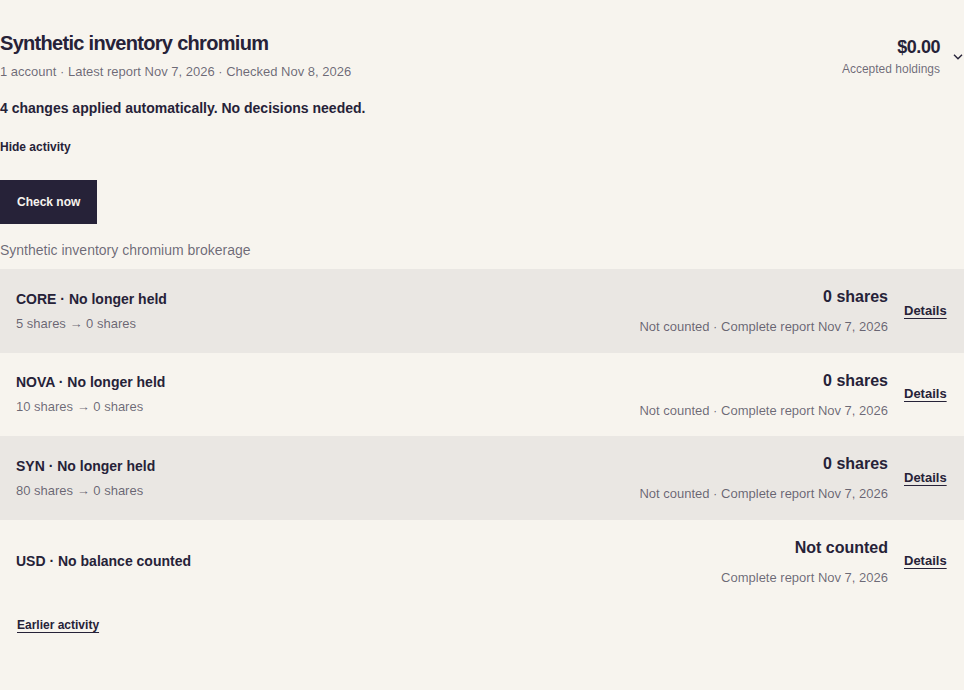 Synthetic inventory chromium
$0.00
1 account · Latest report Nov 7, 2026 · Checked Nov 8, 2026
Accepted holdings
4 changes applied automatically. No decisions needed.
Hide activity
Check now
Synthetic inventory chromium brokerage
CORE · No longer held
0 shares
5 shares → 0 shares
Not counted · Complete report Nov 7, 2026
Details
NOVA · No longer held
0 shares
10 shares → 0 shares
Not counted · Complete report Nov 7, 2026
Details
SYN · No longer held
0 shares
80 shares → 0 shares
Not counted · Complete report Nov 7, 2026
Details
USD · No balance counted
Not counted
Complete report Nov 7, 2026
Details
Earlier activity